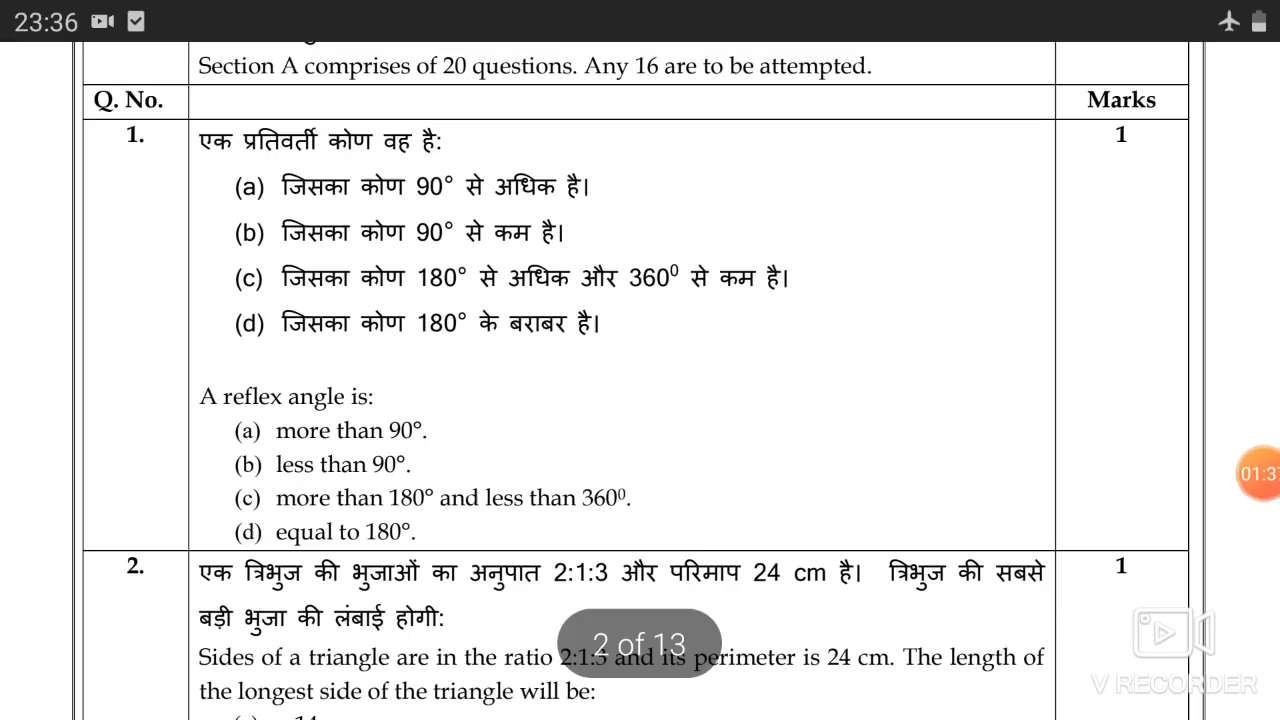 23:36
Section A comprises of 20 questions. Any 16 are to be attempted.
Q. No.
Marks
1.
1
एक प्रतिवर्ती कोण वह है:
(a) जिसका कोण 90° से अधिक है।
(b) जिसका कोण 90° से कम है।
(c) जिसका कोण 180° से अधिक और 360⁰ से कम है।
(d) जिसका कोण 180° के बराबर है।
A reflex angle is:
(a) more than 90°.
(b) less than 90°.
(c) more than 180° and less than 360⁰.
(d) equal to 180°.
2.
1
एक त्रिभुज की भुजाओं का अनुपात 2:1:3 और परिमाप 24 cm है। त्रिभुज की सबसे
बड़ी भुजा की लंबाई होगी:
2 of 13
Sides of a triangle are in the ratio 2:1:3 and its perimeter is 24 cm. The length of
the longest side of the triangle will be:
V RECORDER